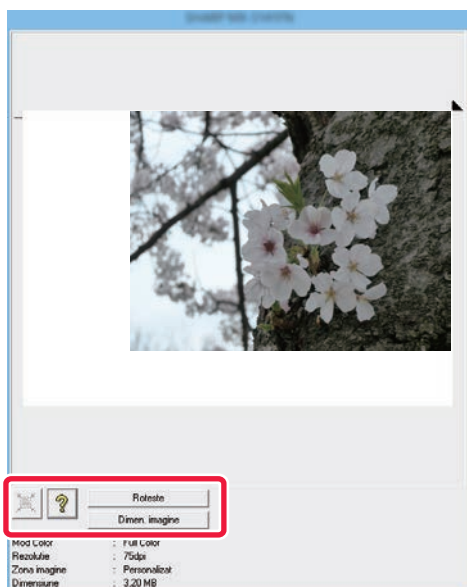 ?
Roteste
Dimen. imagine
Mod Color : Full Color
Rezolutie : 75dpi
Zona imagine : Personalizat
Dimensiune : 3.20 MB